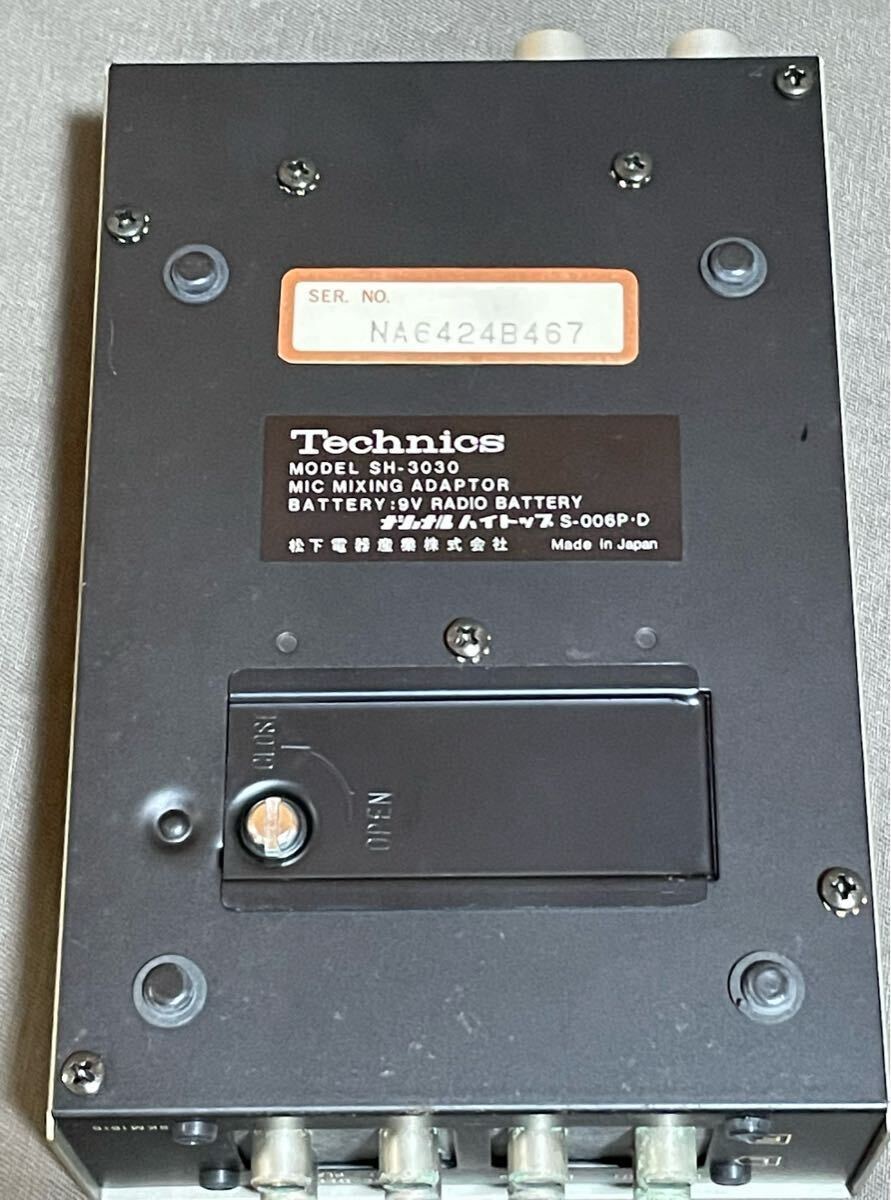 SER. NO.
NA6424B467
Technics
MODEL SH-3030
MIC MIXING ADAPTOR
BATTERY:9V RADIO BATTERY
ナショナル ハイトップ S-006P·D
松下電器産業株式会社 Made in Japan
CLOSE
OPEN